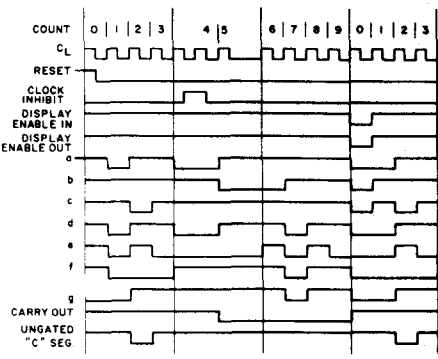 COUNT 0 1 2 3 4 5 6 7 8 9 0 1 2 3
CL
RESET
CLOCK
INHIBIT
DISPLAY
ENABLE IN
DISPLAY
ENABLE OUT
a
b
c
d
e
f
g
CARRY OUT
UNGATED
"C" SEG.